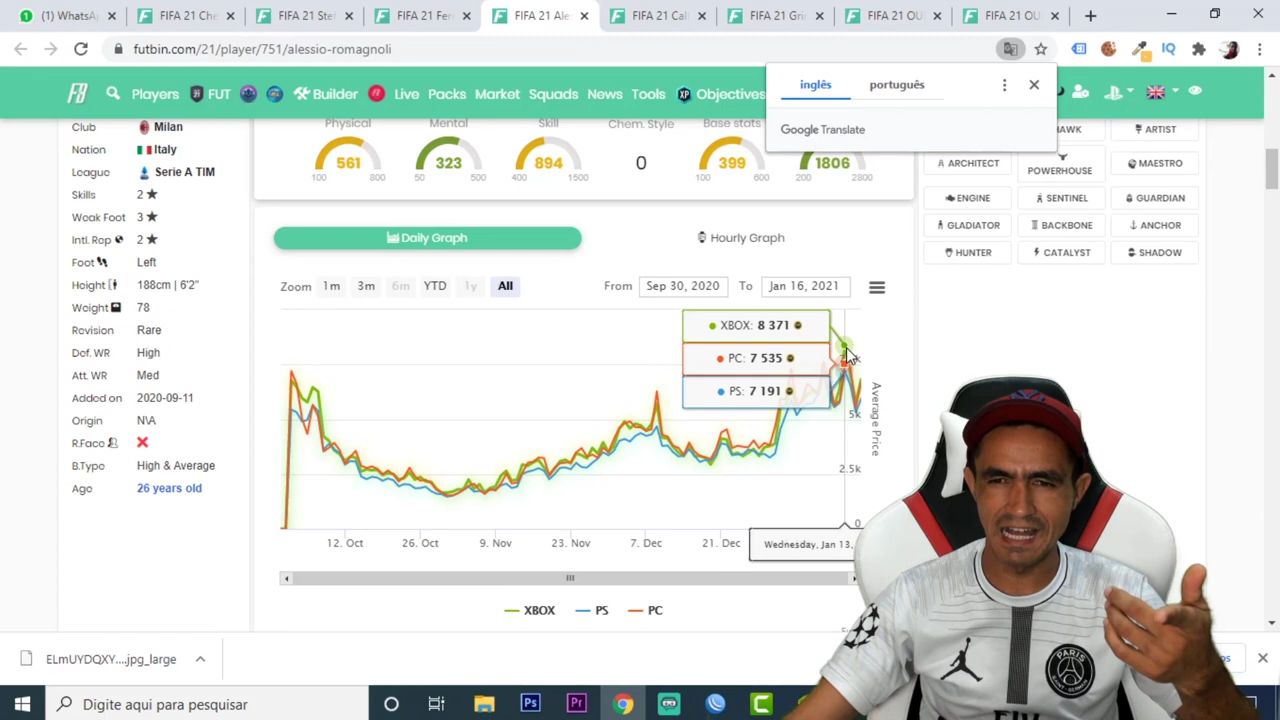 (1) WhatsA
FIFA 21 Che
FIFA 21 Stef
FIFA 21 Fer
FIFA 21 Ale
FIFA 21 Cal
FIFA 21 Gri
FIFA 21 OU
FIFA 21 OU
futbin.com/21/player/751/alessio-romagnoli
IQ
inglês português
Google Translate
Players FUT Builder Live Packs Market Squads News Tools XP Objectives
Club Milan
Nation Italy
League Serie A TIM
Skills 2
Weak Foot 3
Intl. Rep 2
Foot Left
Height 188cm | 6'2"
Weight 78
Revision Rare
Def. WR High
Att. WR Med
Added on 2020-09-11
Origin N\A
R.Face
B.Type High & Average
Age 26 years old
Physical Mental Skill Chem. Style Base stats
561 323 894 0 399 1806
100 800 50 500 400 1500 100 600 200 2800
HAWK ARTIST
ARCHITECT POWERHOUSE MAESTRO
ENGINE SENTINEL GUARDIAN
GLADIATOR BACKBONE ANCHOR
HUNTER CATALYST SHADOW
Daily Graph Hourly Graph
Zoom 1m 3m 6m YTD 1y All From Sep 30, 2020 To Jan 16, 2021
XBOX: 8 371
PC: 7 535
PS: 7 191
5k
2.5k
0
Average Price
12. Oct 26. Oct 9. Nov 23. Nov 7. Dec 21. Dec Wednesday, Jan 13,
XBOX PS PC
ELmUYDQXY....jpg_large
Digite aqui para pesquisar
Ps
Pr
PARIS